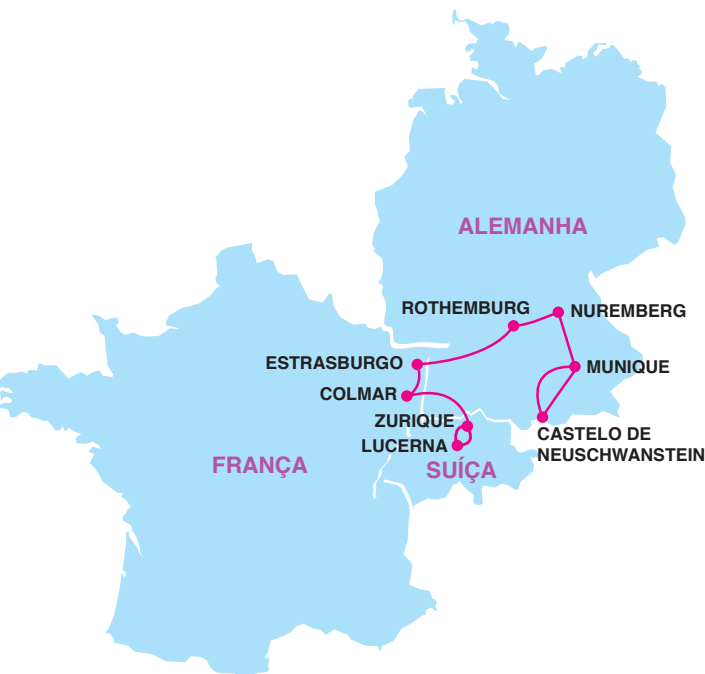 ALEMANHA
ROTHEMBURG
NUREMBERG
ESTRASBURGO
MUNIQUE
COLMAR
ZURIQUE
CASTELO DE
NEUSCHWANSTEIN
LUCERNA
FRANÇA
SUÍÇA